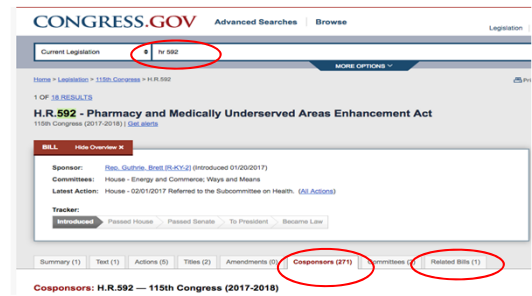 CONGRESS.GOV Advanced Searches Browse
Legislation
Current Legislation hr 592
MORE OPTIONS
Home > Legislation > 115th Congress > H.R.592
1 OF 18 RESULTS
H.R.592 - Pharmacy and Medically Underserved Areas Enhancement Act
115th Congress (2017-2018) | Get alerts
BILL Hide Overview ×
Sponsor: Rep. Guthrie, Brett [R-KY-2] (Introduced 01/20/2017)
Committees: House - Energy and Commerce; Ways and Means
Latest Action: House - 02/01/2017 Referred to the Subcommittee on Health. (All Actions)
Tracker:
Introduced Passed House Passed Senate To President Became Law
Summary (1) Text (1) Actions (5) Titles (2) Amendments (0) Cosponsors (271) Committees Related Bills (1)
Cosponsors: H.R.592 — 115th Congress (2017-2018)